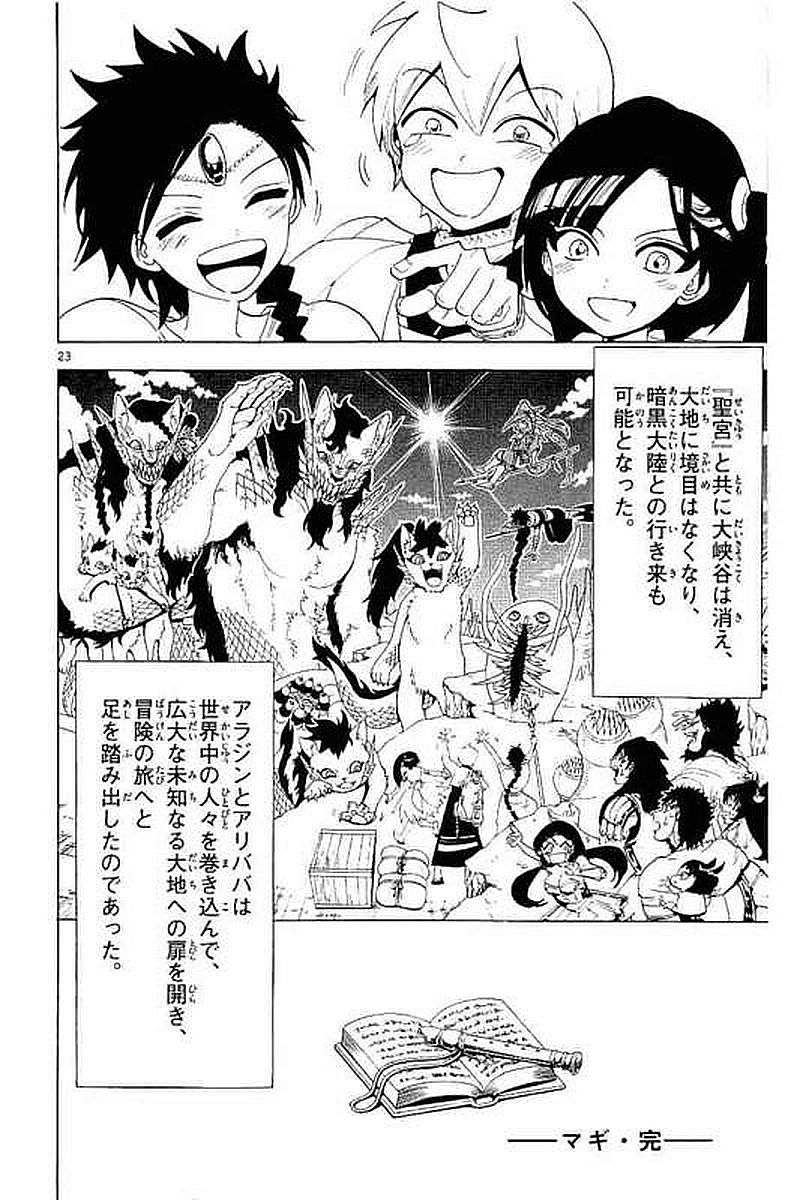 23
『聖宮』と共に大峡谷は消え、
大地に境目はなくなり、
暗黒大陸との行き来も
可能となった。
アラジンとアリババは
世界中の人々を巻き込んで、
広大な未知なる大地への扉を開き、
冒険の旅へと
足を踏み出したのであった。
マギ・完